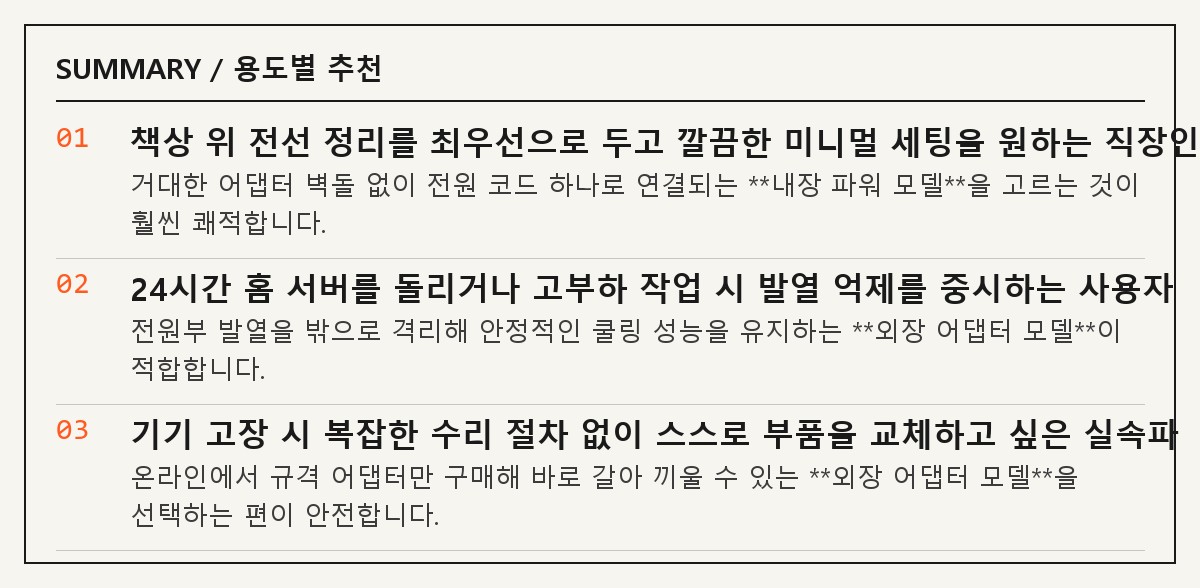 SUMMARY / 용도별 추천
01
책상 위 전선 정리를 최우선으로 두고 깔끔한 미니멀 세팅을 원하는 직장인
거대한 어댑터 벽돌 없이 전원 코드 하나로 연결되는 **내장 파워 모델**을 고르는 것이
훨씬 쾌적합니다.
02
24시간 홈 서버를 돌리거나 고부하 작업 시 발열 억제를 중시하는 사용자
전원부 발열을 밖으로 격리해 안정적인 쿨링 성능을 유지하는 **외장 어댑터 모델**이
적합합니다.
03
기기 고장 시 복잡한 수리 절차 없이 스스로 부품을 교체하고 싶은 실속파
온라인에서 규격 어댑터만 구매해 바로 갈아 끼울 수 있는 **외장 어댑터 모델**을
선택하는 편이 안전합니다.